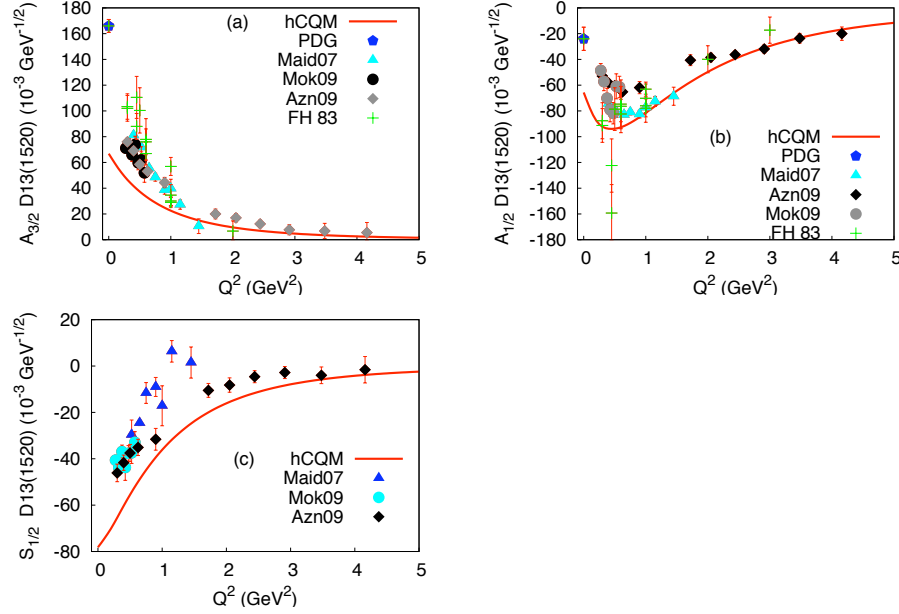 (a)
hCQM
PDG
Maid07
Mok09
Azn09
FH 83
180
160
140
120
100
80
60
40
20
0
0
1
2
3
4
5
A3/2 D13(1520) (10-3 GeV-1/2)
Q2 (GeV2)
(b)
hCQM
PDG
Maid07
Azn09
Mok09
FH 83
0
-20
-40
-60
-80
-100
-120
-140
-160
-180
0
1
2
3
4
5
A1/2 D13(1520) (10-3 GeV-1/2)
Q2 (GeV2)
(c)
hCQM
Maid07
Mok09
Azn09
20
0
-20
-40
-60
-80
0
1
2
3
4
5
S1/2 D13(1520) (10-3 GeV-1/2)
Q2 (GeV2)